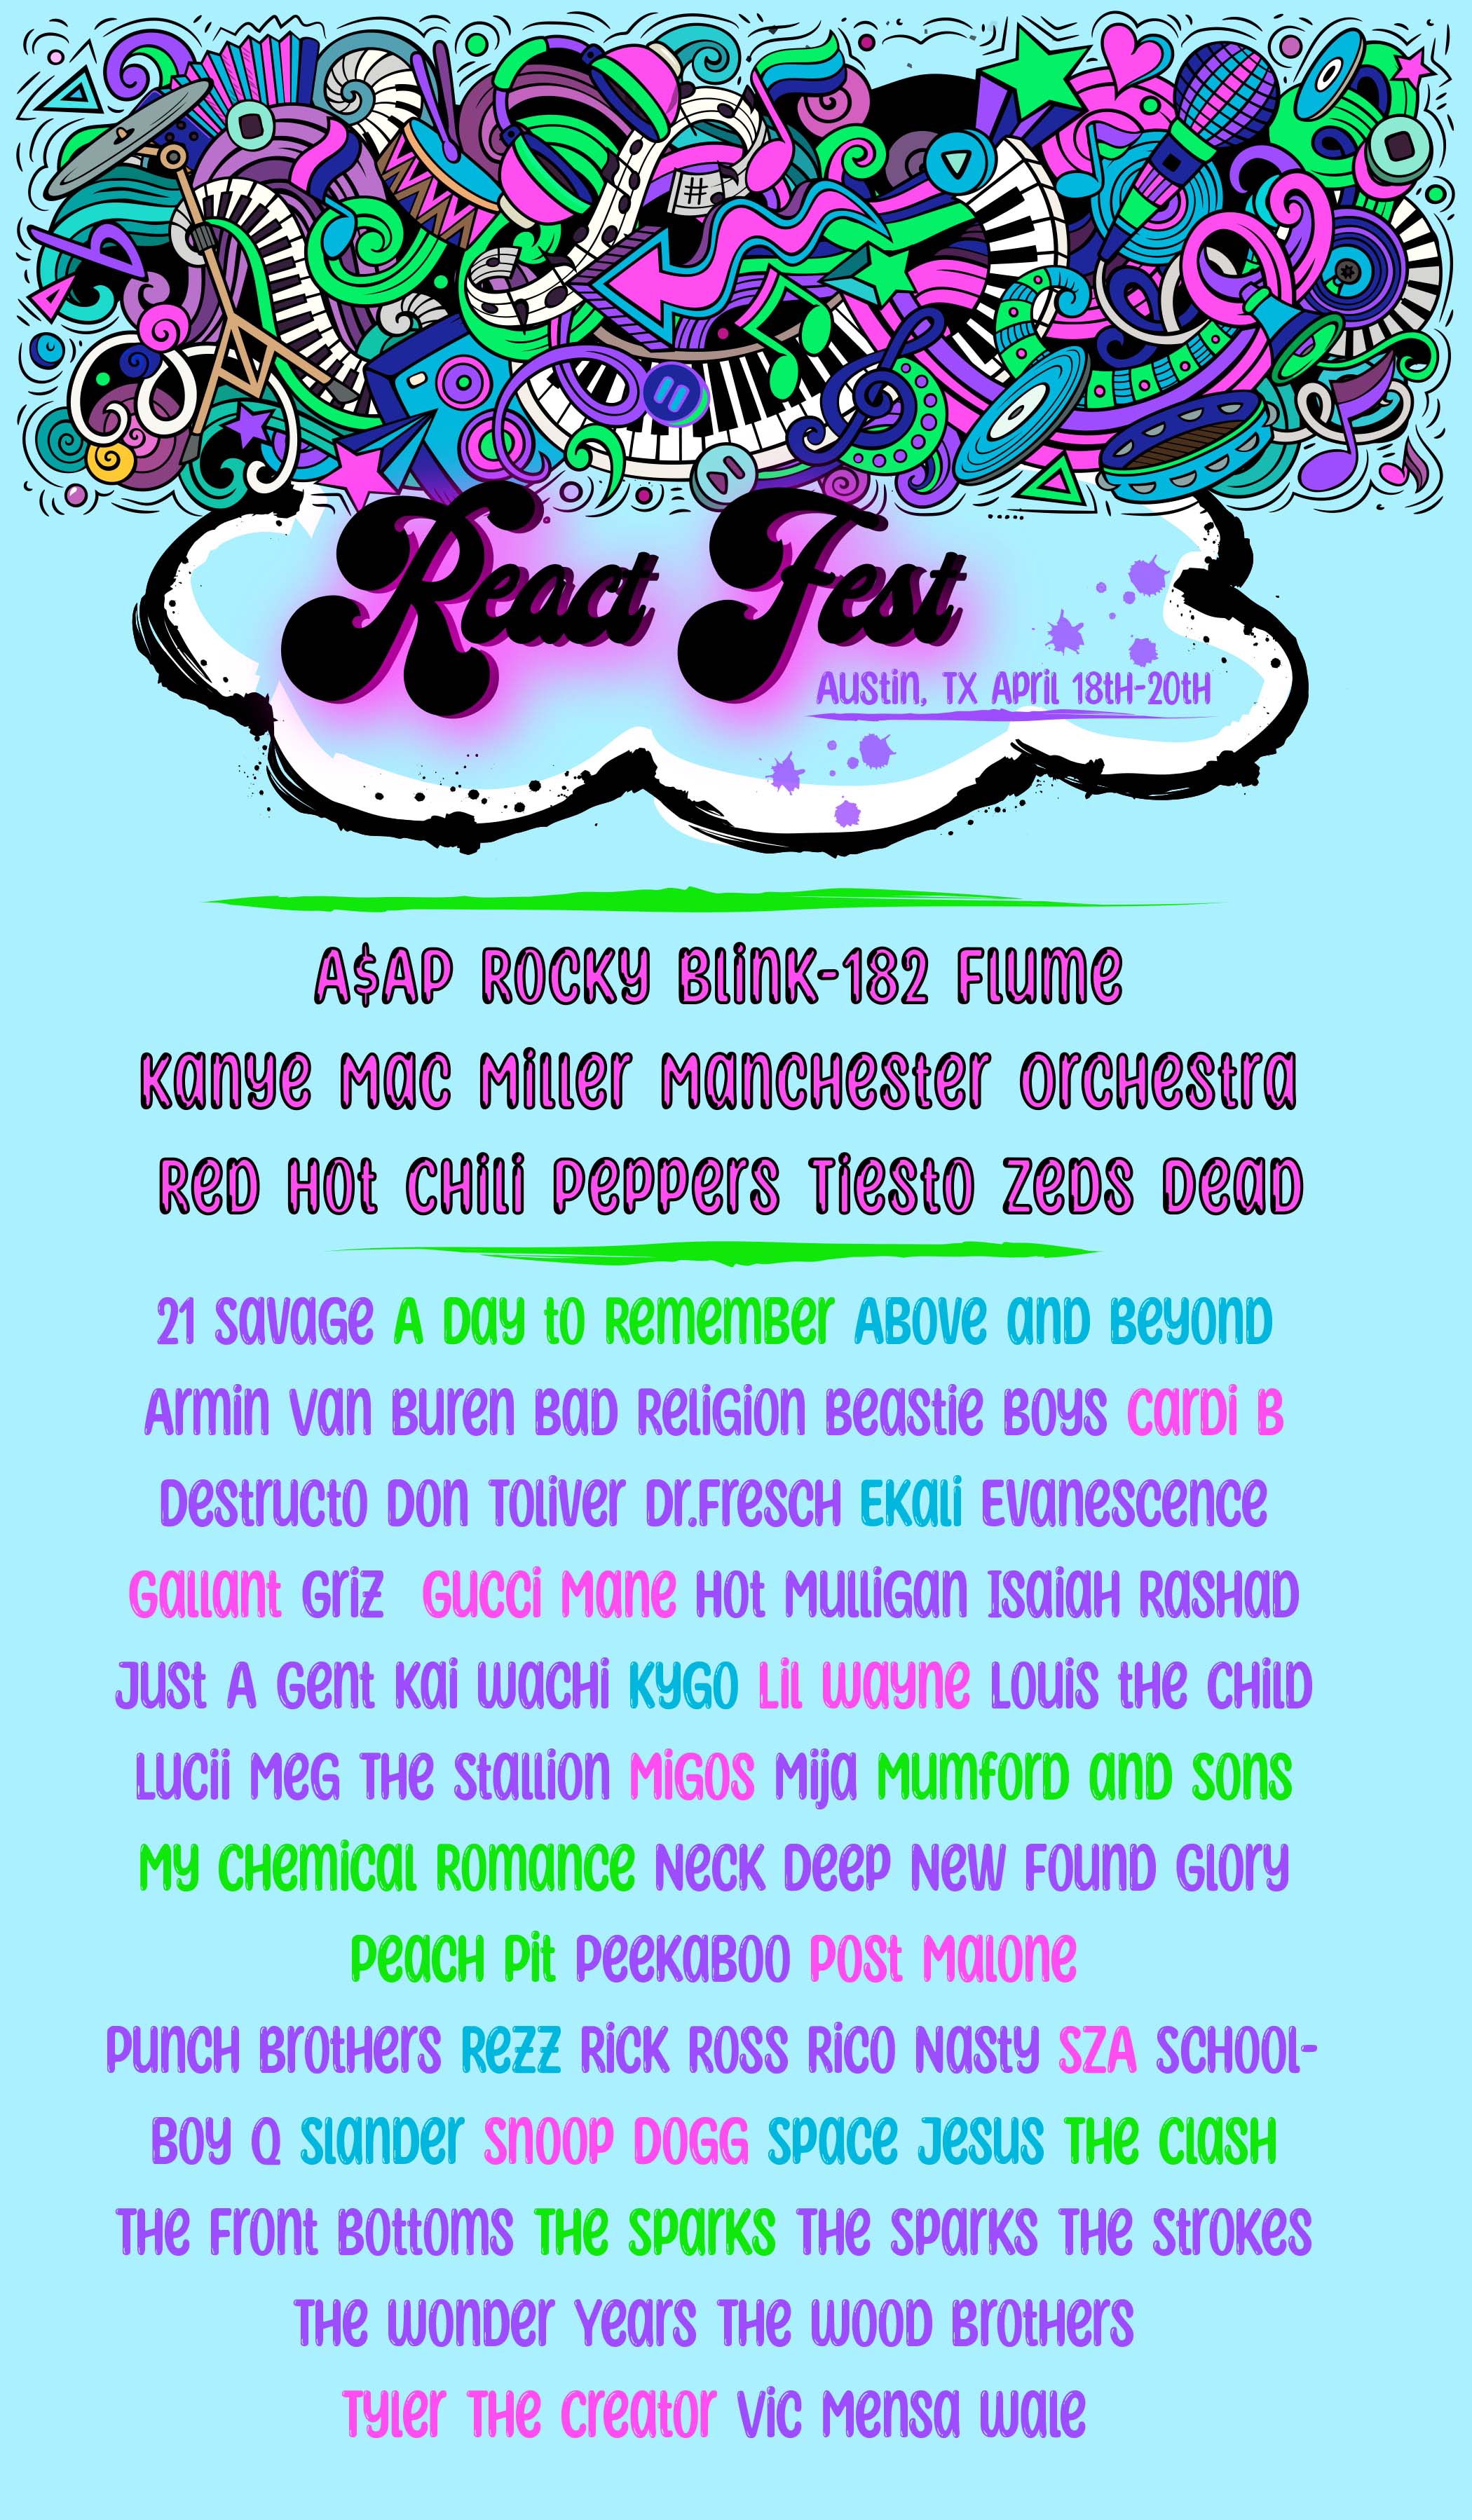 #
React Fest
Austin, TX April 18th-20th
A$AP Rocky Blink-182 Flume
Kanye Mac Miller Manchester Orchestra
Red Hot Chili Peppers Tiesto Zeds Dead
21 Savage A Day to Remember Above and Beyond
Armin Van Buren Bad Religion Beastie Boys Cardi B
Destructo Don Toliver Dr.Fresch Ekali Evanescence
Gallant Griz Gucci Mane Hot Mulligan Isaiah Rashad
Just A Gent Kai Wachi Kygo Lil Wayne Louis the Child
Lucii Meg The Stallion Migos Mija Mumford and Sons
My Chemical Romance Neck Deep New Found Glory
Peach Pit Peekaboo Post Malone
Punch Brothers Rezz Rick Ross Rico Nasty SZA School-
Boy Q Slander Snoop Dogg Space Jesus The Clash
The Front Bottoms The Sparks The Sparks The Strokes
The Wonder Years The Wood Brothers
Tyler The Creator Vic Mensa Wale